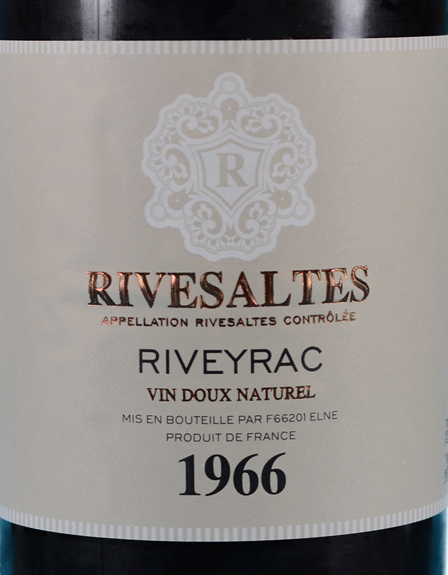 R
RIVESALTES
APPELLATION RIVESALTES CONTRÔLÉE
RIVEYRAC
VIN DOUX NATUREL
MIS EN BOUTEILLE PAR F66201 ELNE
PRODUIT DE FRANCE
1966